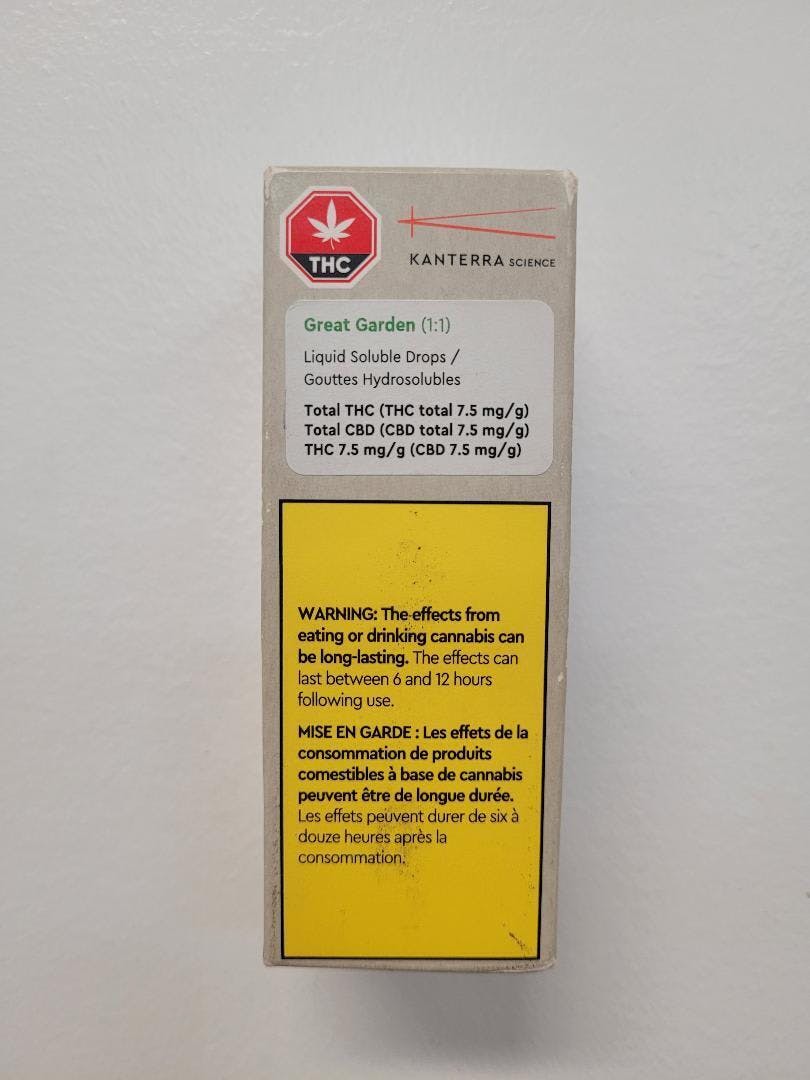 THC
KANTERRA SCIENCE
Great Garden (1:1)
Liquid Soluble Drops /
Gouttes Hydrosolubles
Total THC (THC total 7.5 mg/g)
Total CBD (CBD total 7.5 mg/g)
THC 7.5 mg/g (CBD 7.5 mg/g)
WARNING: The effects from
eating or drinking cannabis can
be long-lasting. The effects can
last between 6 and 12 hours
following use.
MISE EN GARDE : Les effets de la
consommation de produits
comestibles à base de cannabis
peuvent être de longue durée.
Les effets peuvent durer de six à
douze heures après la
consommation.